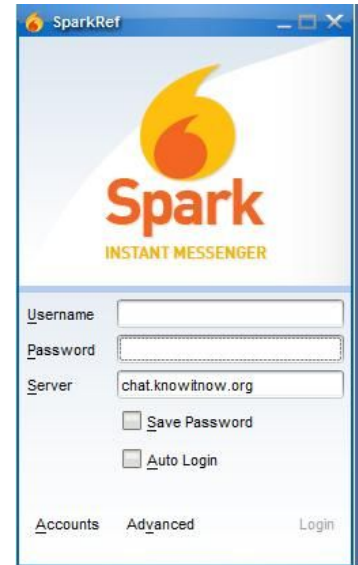 SparkRef
Spark
INSTANT MESSENGER
Username
Password
Server chat.knowitnow.org
Save Password
Auto Login
Accounts Advanced Login